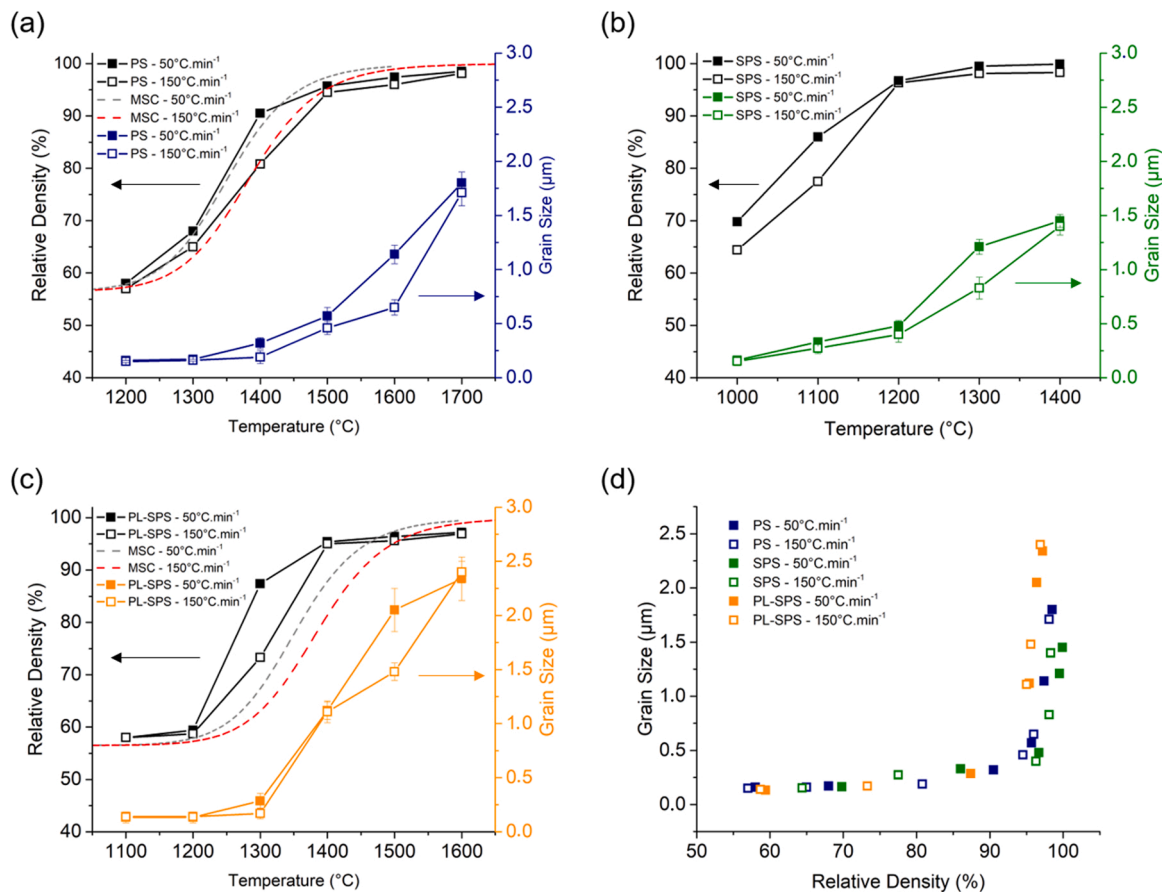 (a)
PS - 50°C.min⁻¹
PS - 150°C.min⁻¹
MSC - 50°C.min⁻¹
MSC - 150°C.min⁻¹
PS - 50°C.min⁻¹
PS - 150°C.min⁻¹
Relative Density (%)
100
90
80
70
60
50
40
3.0
2.5
2.0
1.5
1.0
0.5
0.0
Grain Size (µm)
1200 1300 1400 1500 1600 1700
Temperature (°C)
(b)
SPS - 50°C.min⁻¹
SPS - 150°C.min⁻¹
SPS - 50°C.min⁻¹
SPS - 150°C.min⁻¹
Relative Density (%)
100
90
80
70
60
50
40
3.0
2.5
2.0
1.5
1.0
0.5
0.0
Grain Size (µm)
1000 1100 1200 1300 1400
Temperature (°C)
(c)
PL-SPS - 50°C.min⁻¹
PL-SPS - 150°C.min⁻¹
MSC - 50°C.min⁻¹
MSC - 150°C.min⁻¹
PL-SPS - 50°C.min⁻¹
PL-SPS - 150°C.min⁻¹
Relative Density (%)
100
90
80
70
60
50
40
3.0
2.5
2.0
1.5
1.0
0.5
0.0
Grain Size (µm)
1100 1200 1300 1400 1500 1600
Temperature (°C)
(d)
PS - 50°C.min⁻¹
PS - 150°C.min⁻¹
SPS - 50°C.min⁻¹
SPS - 150°C.min⁻¹
PL-SPS - 50°C.min⁻¹
PL-SPS - 150°C.min⁻¹
Grain Size (µm)
2.5
2.0
1.5
1.0
0.5
0.0
50 60 70 80 90 100
Relative Density (%)